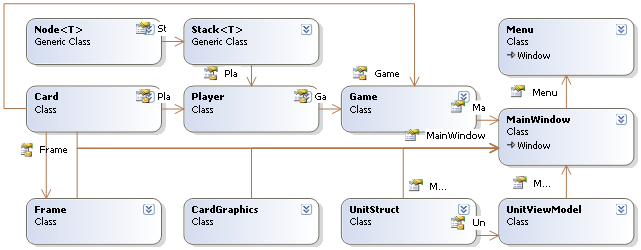 Node<T>
Generic Class
St
Stack<T>
Generic Class
Menu
Class
Window
Pla
Game
Menu
Card
Class
Pla
Player
Class
Ga
Game
Class
Ma
MainWindow
Class
Window
MainWindow
Frame
M...
M...
Frame
Class
CardGraphics
Class
UnitStruct
Class
Un
UnitViewModel
Class